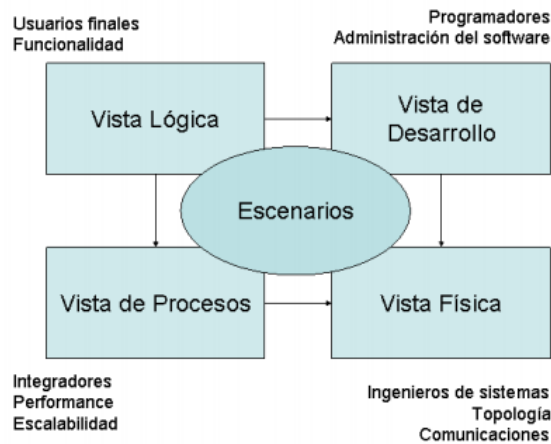 Usuarios finales
Funcionalidad
Programadores
Administración del software
Vista Lógica
Vista de
Desarrollo
Escenarios
Vista de Procesos
Vista Física
Integradores
Performance
Escalabilidad
Ingenieros de sistemas
Topología
Comunicaciones